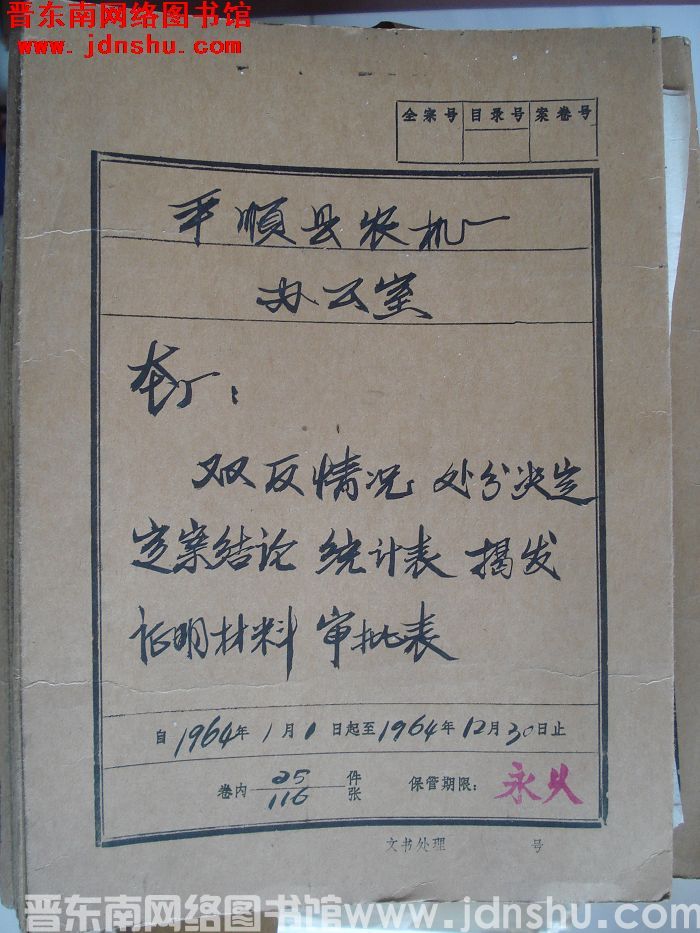 晋东南网络图书馆
www.jdnshu.com
全宗号 目录号 案卷号
平順县农机厂
办公室
本厂：
双反情况 处分决定
定案结论 统计表 揭发
证明材料 审批表
自1964年1月1日起至1964年12月30日止
卷内 25 件 保管期限： 永久
116 张
文书处理 号
晋东南网络图书馆www.jdnshu.com